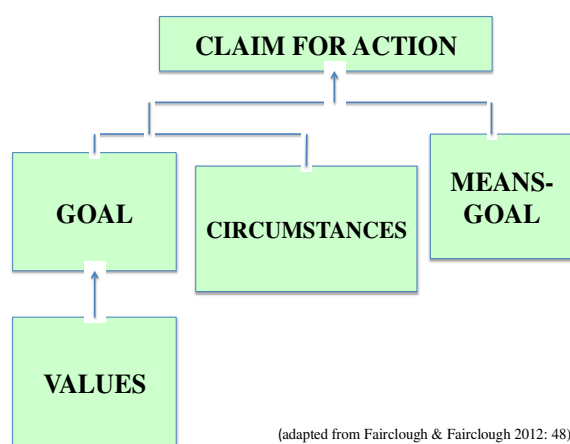 CLAIM FOR ACTION
GOAL
CIRCUMSTANCES
MEANS-
GOAL
VALUES
(adapted from Fairclough & Fairclough 2012: 48)